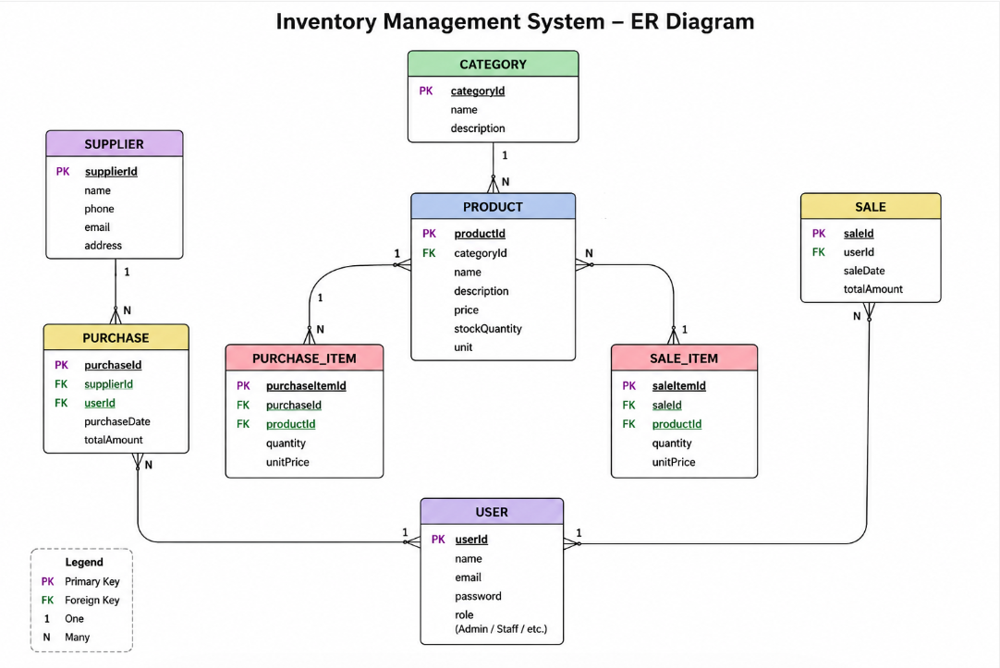 Inventory Management System – ER Diagram
CATEGORY
PK categoryId
name
description
1
N
SUPPLIER
PK supplierId
name
phone
email
address
1
N
PRODUCT
PK productId
FK categoryId
name
description
price
stockQuantity
unit
1
1
N
N
1
SALE
PK saleId
FK userId
saleDate
totalAmount
N
PURCHASE
PK purchaseId
FK supplierId
FK userId
purchaseDate
totalAmount
N
PURCHASE_ITEM
PK purchaseItemId
FK purchaseId
FK productId
quantity
unitPrice
SALE_ITEM
PK saleItemId
FK saleId
FK productId
quantity
unitPrice
1
USER
PK userId
name
email
password
role
(Admin / Staff / etc.)
1
Legend
PK Primary Key
FK Foreign Key
1 One
N Many